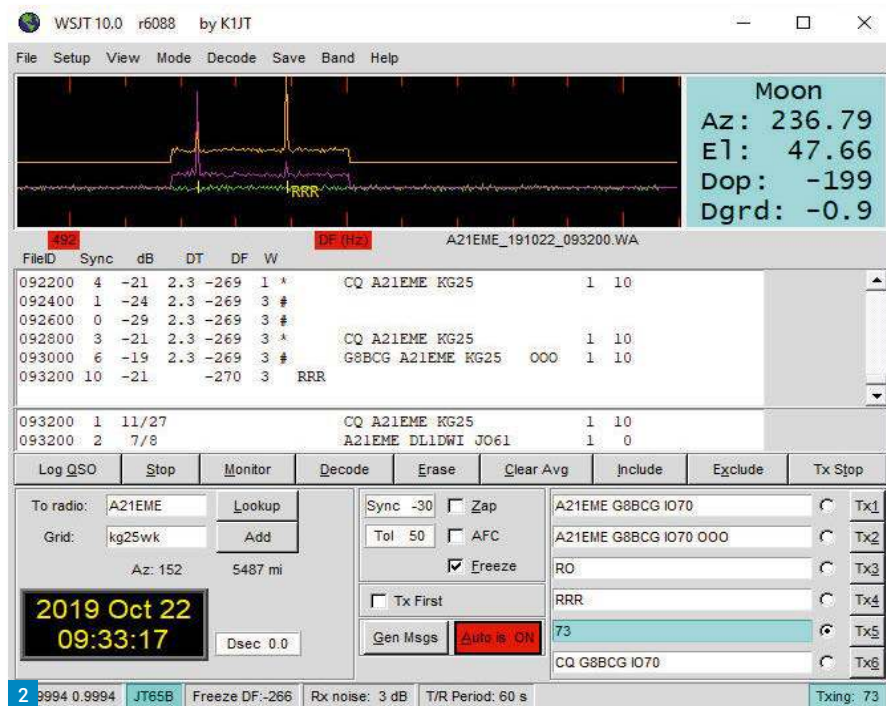 WSJT 10.0 r6088 by K1JT
File Setup View Mode Decode Save Band Help
RRR
Moon
Az: 236.79
El: 47.66
Dop: -199
Dgrd: -0.9
492 DF (Hz) A21EME_191022_093200.WA
FileID Sync dB DT DF W
092200 4 -21 2.3 -269 1 * CQ A21EME KG25 1 10
092400 1 -24 2.3 -269 3 #
092600 0 -29 2.3 -269 3 #
092800 3 -21 2.3 -269 3 * CQ A21EME KG25 1 10
093000 6 -19 2.3 -269 3 # G8BCG A21EME KG25 OOO 1 10
093200 10 -21 -270 3 RRR
093200 1 11/27 CQ A21EME KG25 1 10
093200 2 7/8 A21EME DL1DWI JO61 1 0
Log QSO Stop Monitor Decode Erase Clear Avg Include Exclude Tx Stop
To radio: A21EME Lookup
Grid: kg25wk Add
Az: 152 5487 mi
2019 Oct 22
09:33:17
Dsec 0.0
Sync -30 Zap
Tol 50 AFC
Freeze
Tx First
Gen Msgs Auto is ON
A21EME G8BCG IO70 Tx1
A21EME G8BCG IO70 OOO Tx2
RO Tx3
RRR Tx4
73 Tx5
CQ G8BCG IO70 Tx6
2 9994 0.9994 JT65B Freeze DF:-266 Rx noise: 3 dB T/R Period: 60 s Txing: 73